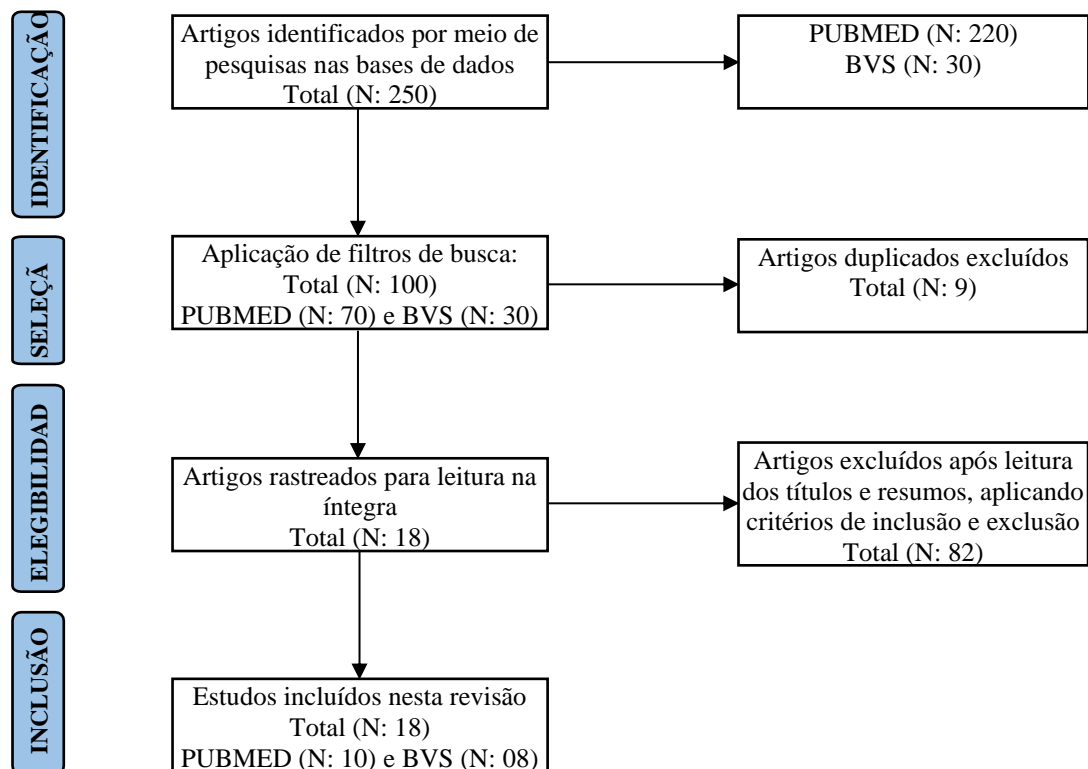 IDENTIFICAÇÃO
Artigos identificados por meio de
pesquisas nas bases de dados
Total (N: 250)
PUBMED (N: 220)
BVS (N: 30)
SELEÇÃ
Aplicação de filtros de busca:
Total (N: 100)
PUBMED (N: 70) e BVS (N: 30)
Artigos duplicados excluídos
Total (N: 9)
ELEGIBILIDAD
Artigos rastreados para leitura na
íntegra
Total (N: 18)
Artigos excluídos após leitura
dos títulos e resumos, aplicando
critérios de inclusão e exclusão
Total (N: 82)
INCLUSÃO
Estudos incluídos nesta revisão
Total (N: 18)
PUBMED (N: 10) e BVS (N: 08)